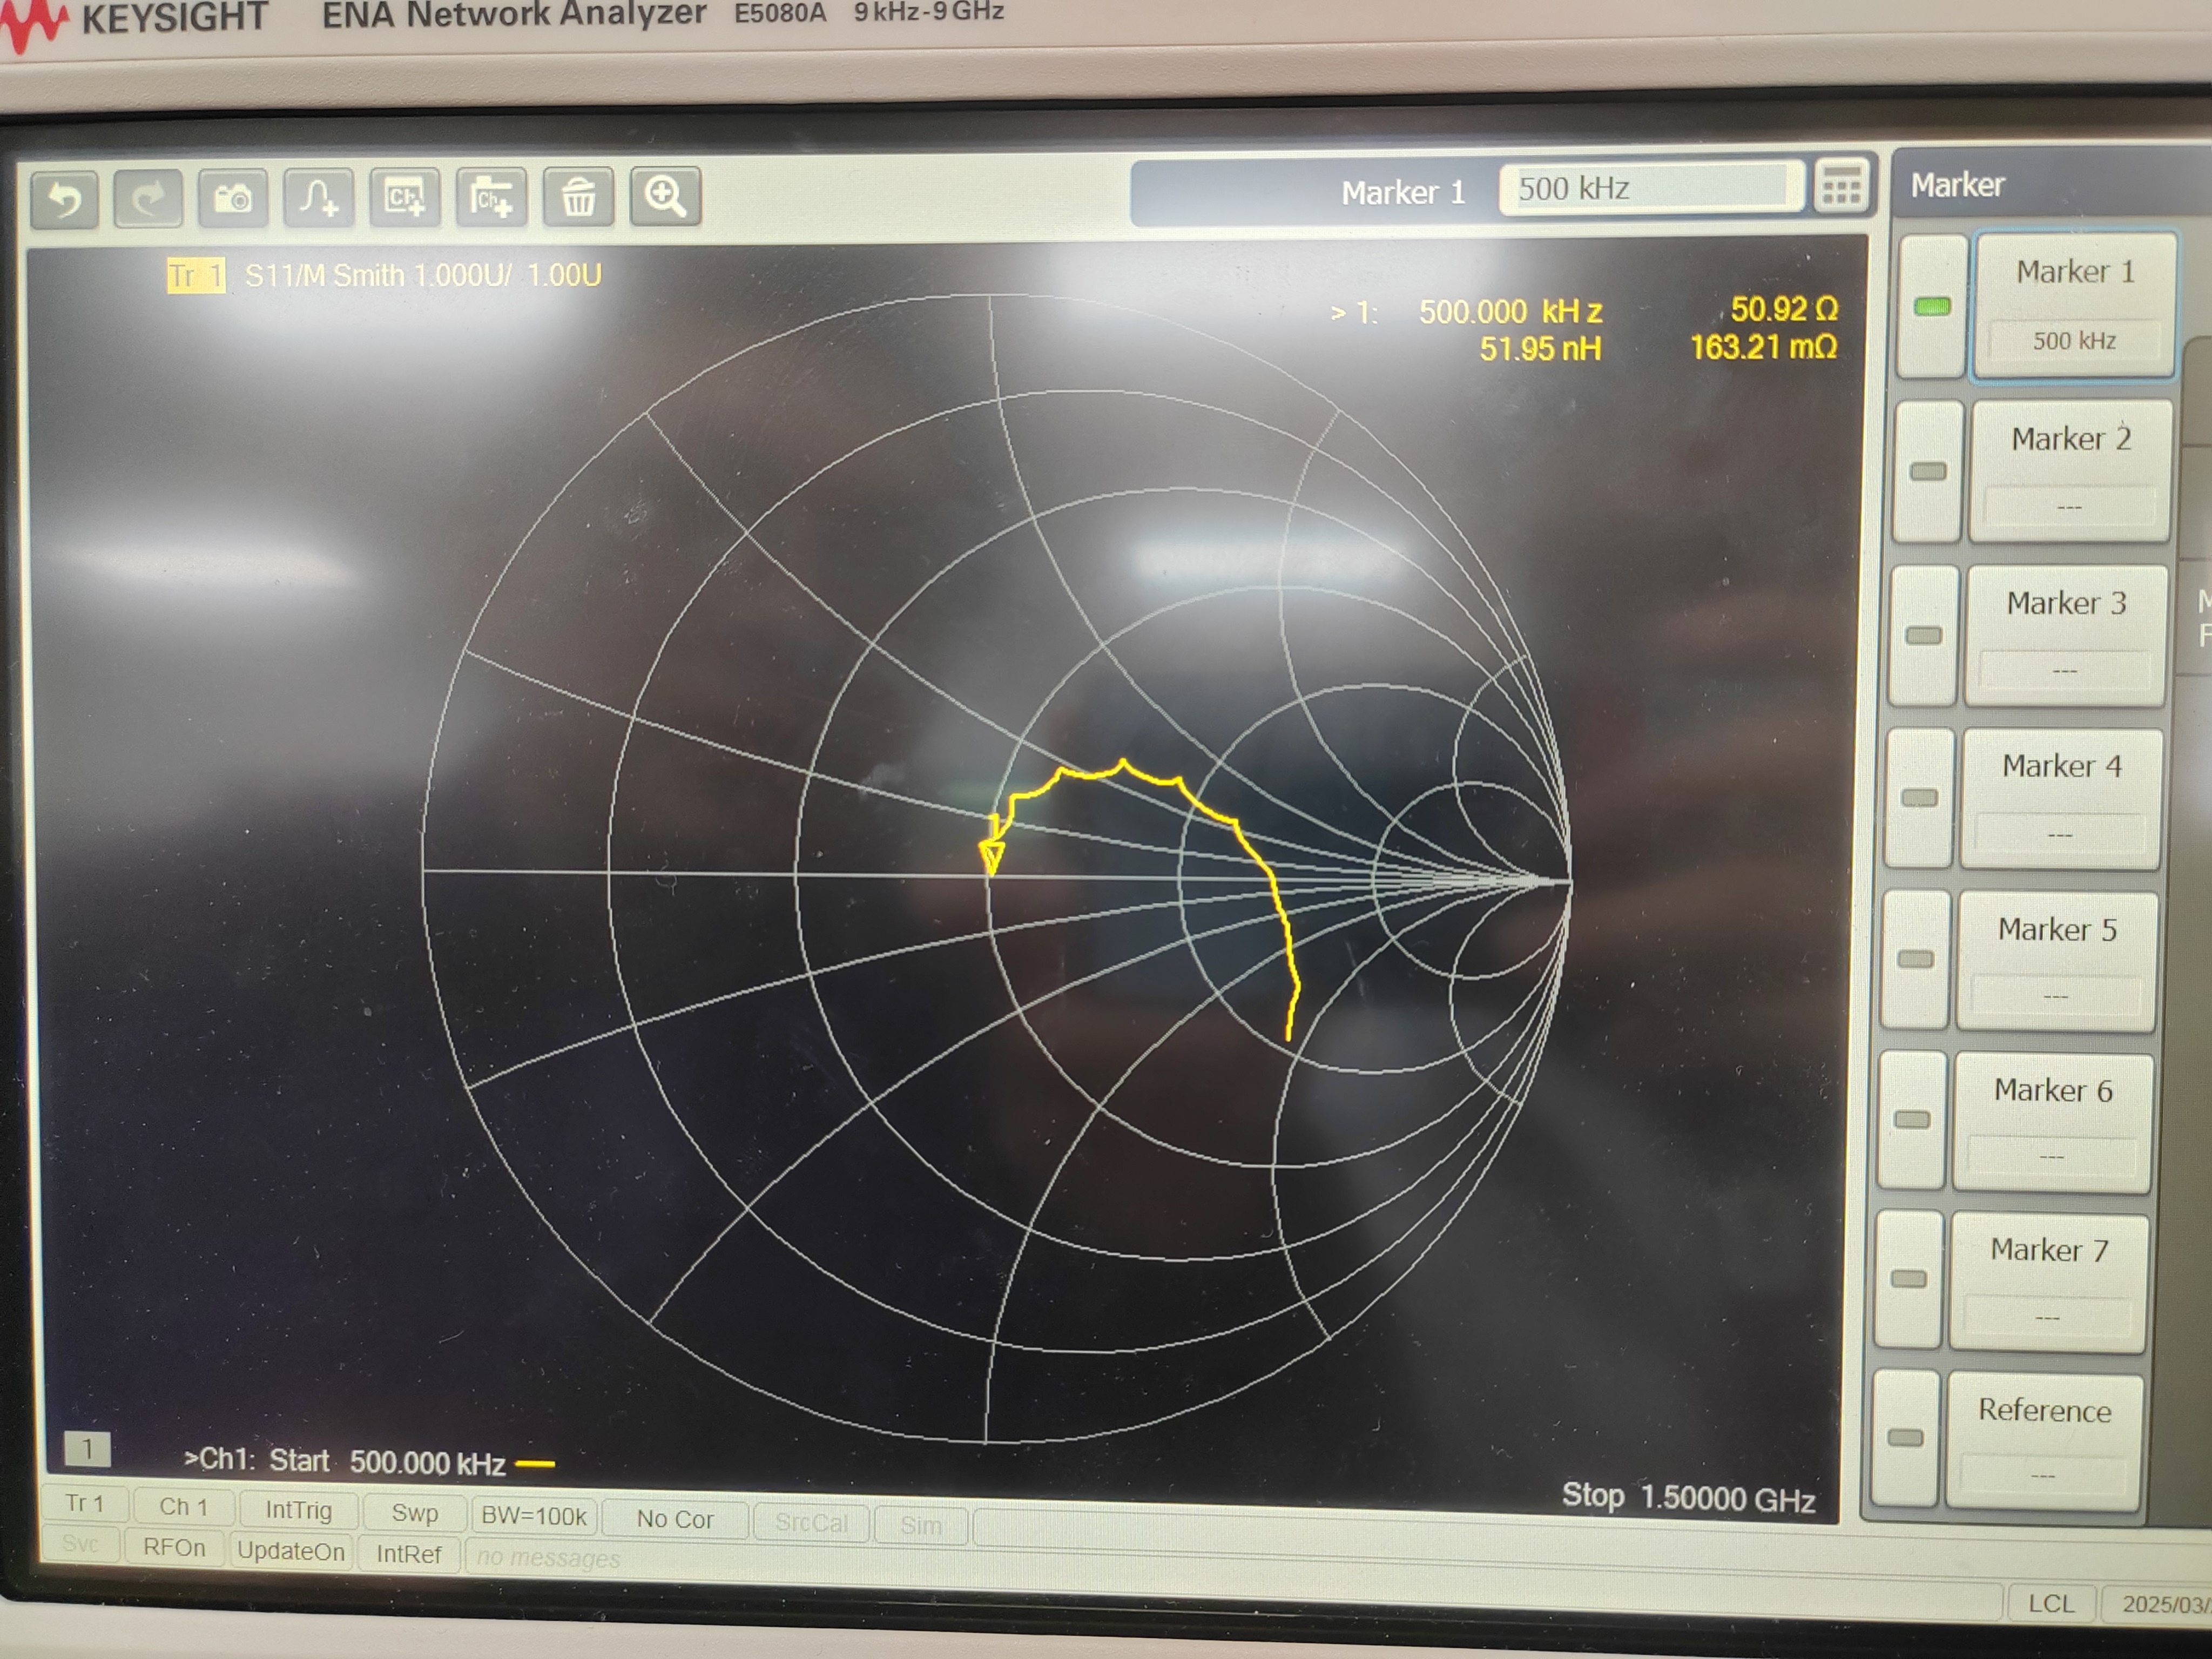 KEYSIGHT ENA Network Analyzer E5080A 9 kHz-9 GHz
Marker 1 500 kHz
Marker
Ch
Ch
Tr 1 S11/M Smith 1.000U/ 1.00U
> 1: 500.000 kHz 50.92 Ω
51.95 nH 163.21 mΩ
Marker 1
500 kHz
Marker 2
---
Marker 3
---
Marker 4
---
Marker 5
---
Marker 6
---
Marker 7
---
Reference
---
1
>Ch1: Start 500.000 kHz
Stop 1.50000 GHz
Tr 1 Ch 1 IntTrig Swp BW=100k No Cor SrcCal Sim
Svc RFOn UpdateOn IntRef no messages
LCL 2025/03/